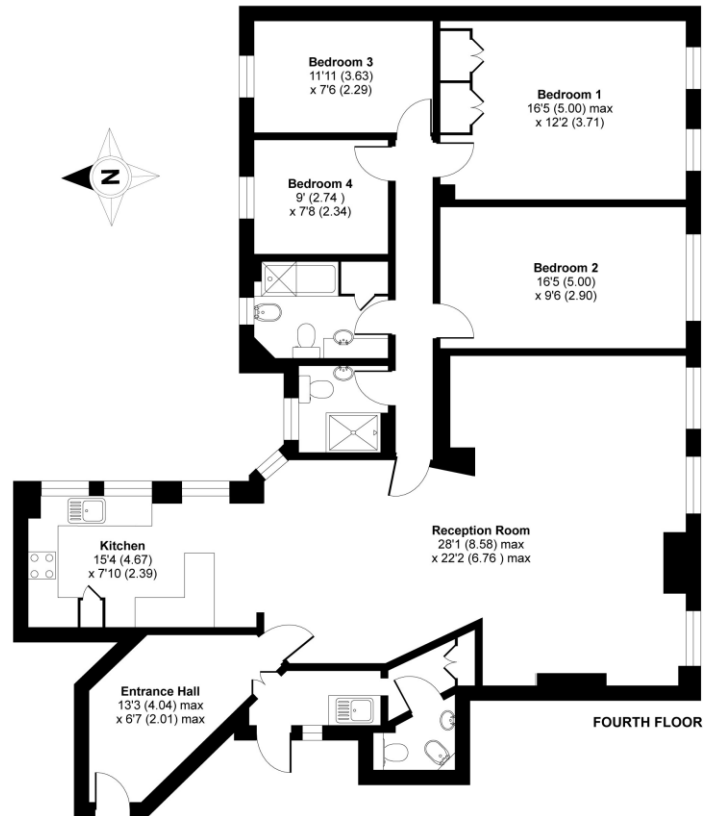 Bedroom 3
11'11 (3.63)
x 7'6 (2.29)
Bedroom 1
16'5 (5.00) max
x 12'2 (3.71)
N
Bedroom 4
9' (2.74 )
x 7'8 (2.34)
Bedroom 2
16'5 (5.00)
x 9'6 (2.90)
Kitchen
15'4 (4.67)
x 7'10 (2.39)
Reception Room
28'1 (8.58) max
x 22'2 (6.76 ) max
Entrance Hall
13'3 (4.04) max
x 6'7 (2.01) max
FOURTH FLOOR